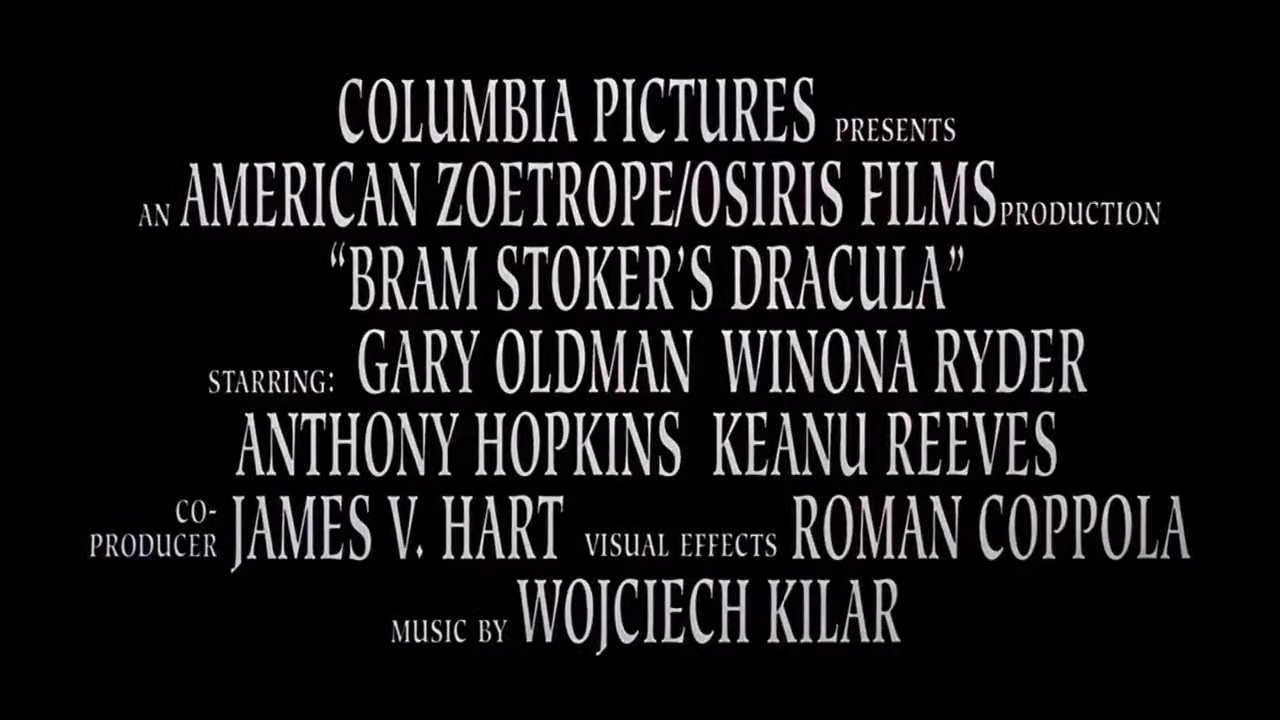 COLUMBIA PICTURES PRESENTS
AN AMERICAN ZOETROPE/OSIRIS FILMS PRODUCTION
“BRAM STOKER’S DRACULA”
STARRING: GARY OLDMAN WINONA RYDER
ANTHONY HOPKINS KEANU REEVES
CO-PRODUCER JAMES V. HART VISUAL EFFECTS ROMAN COPPOLA
MUSIC BY WOJCIECH KILAR